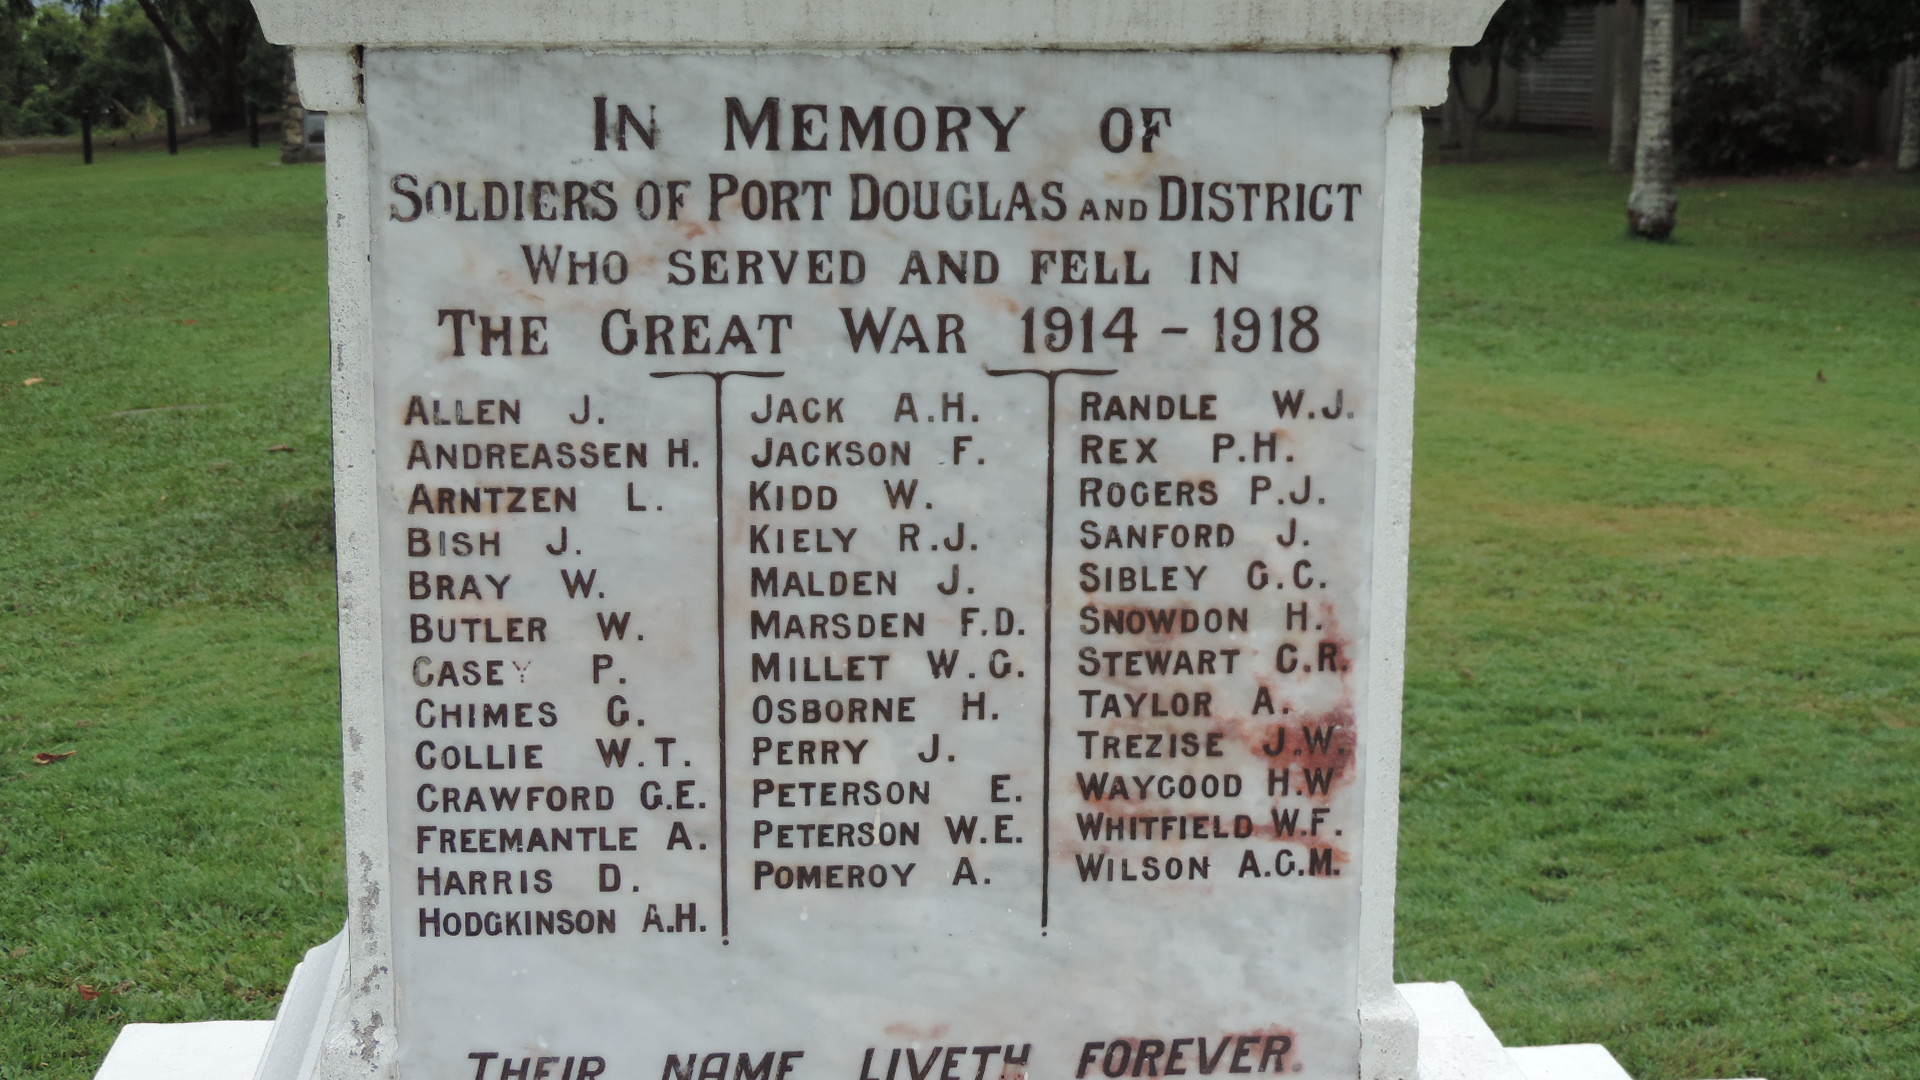 IN MEMORY OF
SOLDIERS OF PORT DOUGLAS AND DISTRICT
WHO SERVED AND FELL IN
THE GREAT WAR 1914 - 1918
ALLEN J.
ANDREASSEN H.
ARNTZEN L.
BISH J.
BRAY W.
BUTLER W.
CASEY P.
CHIMES G.
COLLIE W.T.
CRAWFORD G.E.
FREEMANTLE A.
HARRIS D.
HODGKINSON A.H.
JACK A.H.
JACKSON F.
KIDD W.
KIELY R.J.
MALDEN J.
MARSDEN F.D.
MILLET W.G.
OSBORNE H.
PERRY J.
PETERSON E.
PETERSON W.E.
POMEROY A.
RANDLE W.J.
REX P.H.
ROGERS P.J.
SANFORD J.
SIBLEY G.C.
SNOWDON H.
STEWART G.R.
TAYLOR A.
TREZISE J.W.
WAYGOOD H.W
WHITFIELD W.F.
WILSON A.G.M.
THEIR NAME LIVETH FOREVER.